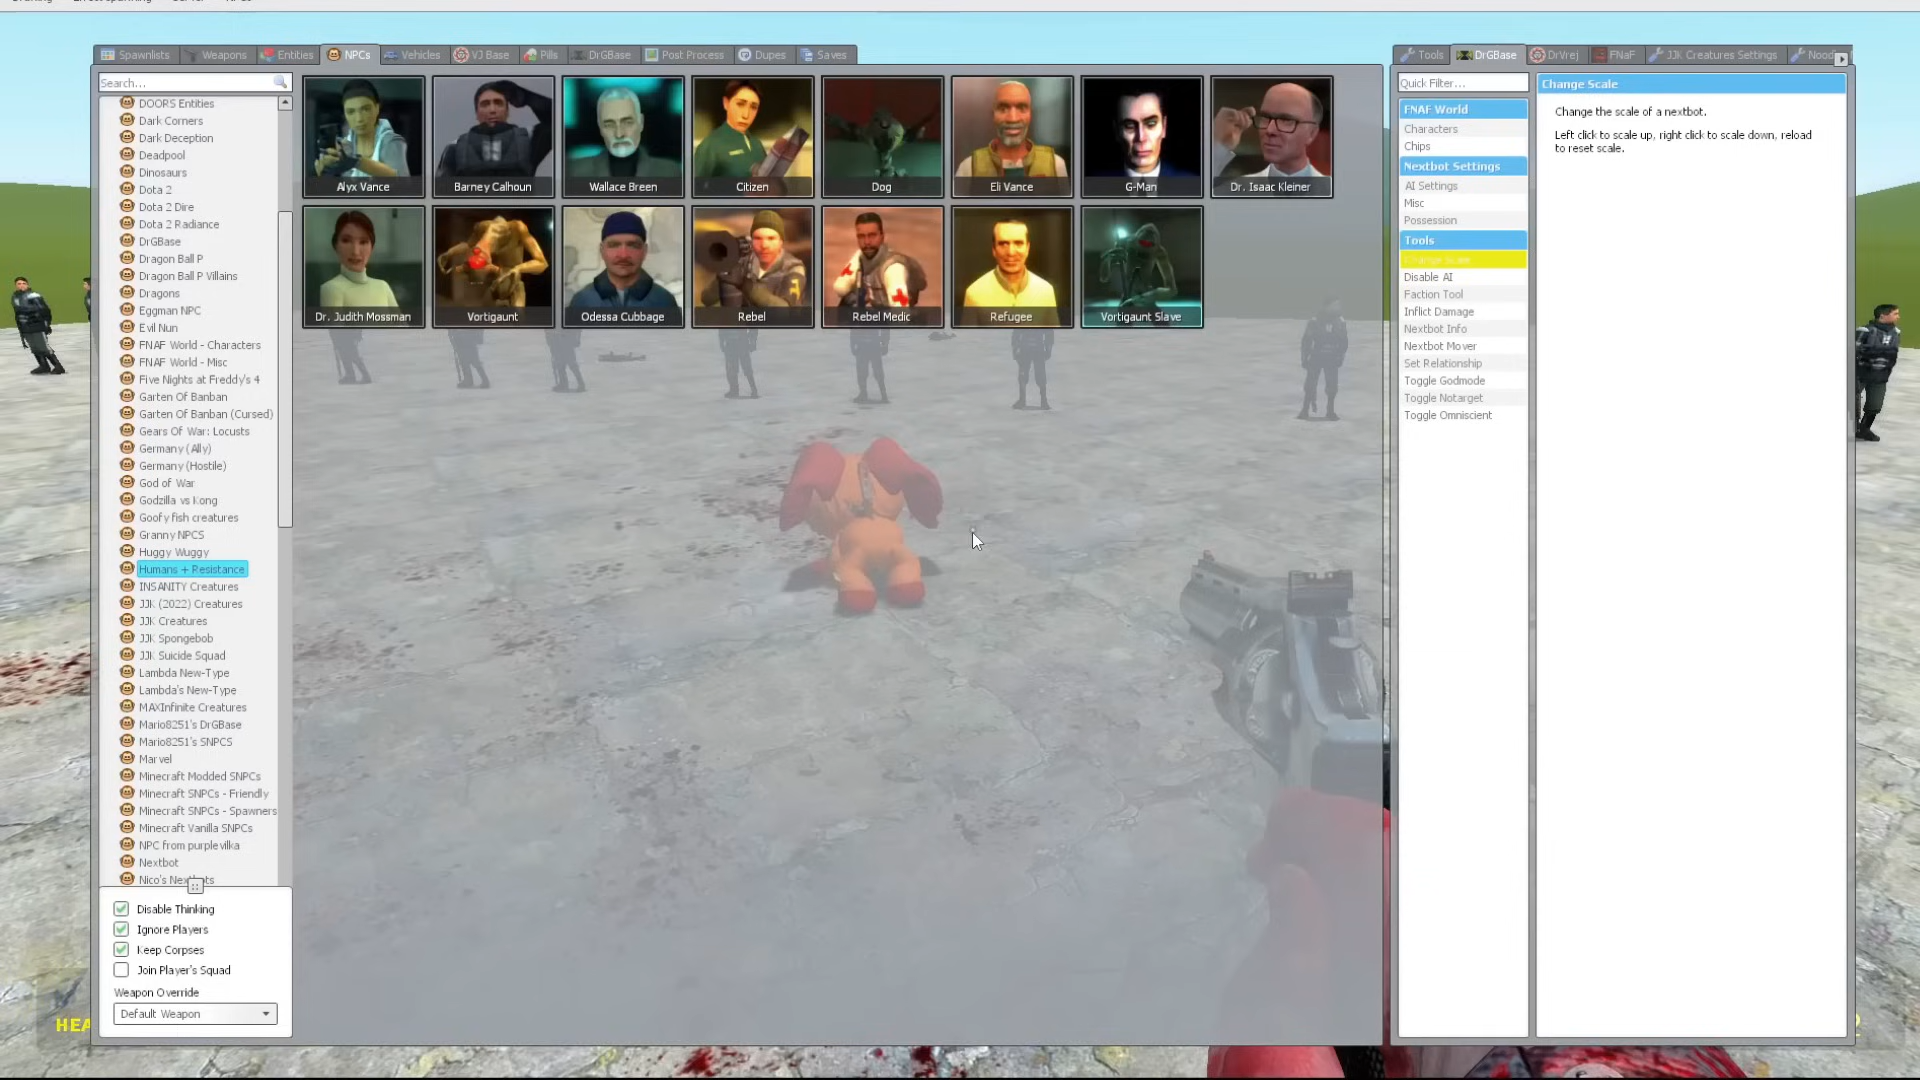 Spawnlists Weapons Entities NPCs Vehicles VJ Base Pills DrGBase Post Process Dupes Saves
Search...
DOORS Entities
Dark Corners
Dark Deception
Deadpool
Dinosaurs
Dota 2
Dota 2 Dire
Dota 2 Radiance
DrGBase
Dragon Ball P
Dragon Ball P Villains
Dragons
Eggman NPC
Evil Nun
FNAF World - Characters
FNAF World - Misc
Five Nights at Freddy's 4
Garten Of Banban
Garten Of Banban (Cursed)
Gears Of War: Locusts
Germany (Ally)
Germany (Hostile)
God of War
Godzilla vs Kong
Goofy fish creatures
Granny NPCS
Huggy Wuggy
Humans + Resistance
INSANITY Creatures
JJK (2022) Creatures
JJK Creatures
JJK Spongebob
JJK Suicide Squad
Lambda New-Type
Lambda's New-Type
MAXInfinite Creatures
Mario8251's DrGBase
Mario8251's SNPCS
Marvel
Minecraft Modded SNPCs
Minecraft SNPCs - Friendly
Minecraft SNPCs - Spawners
Minecraft Vanilla SNPCs
NPC from purplevilka
Nextbot
Nico's Nextbots
Disable Thinking
Ignore Players
Keep Corpses
Join Player's Squad
Weapon Override
Default Weapon
HEA
Alyx Vance Barney Calhoun Wallace Breen Citizen Dog Eli Vance G-Man Dr. Isaac Kleiner
Dr. Judith Mossman Vortigaunt Odessa Cubbage Rebel Rebel Medic Refugee Vortigaunt Slave
Tools DrGBase DrVrej FNaF JJK Creatures Settings Nood
Quick Filter...
FNAF World
Characters
Chips
Nextbot Settings
AI Settings
Misc
Possession
Tools
Change Scale
Disable AI
Faction Tool
Inflict Damage
Nextbot Info
Nextbot Mover
Set Relationship
Toggle Godmode
Toggle Notarget
Toggle Omniscient
Change Scale
Change the scale of a nextbot.
Left click to scale up, right click to scale down, reload
to reset scale.